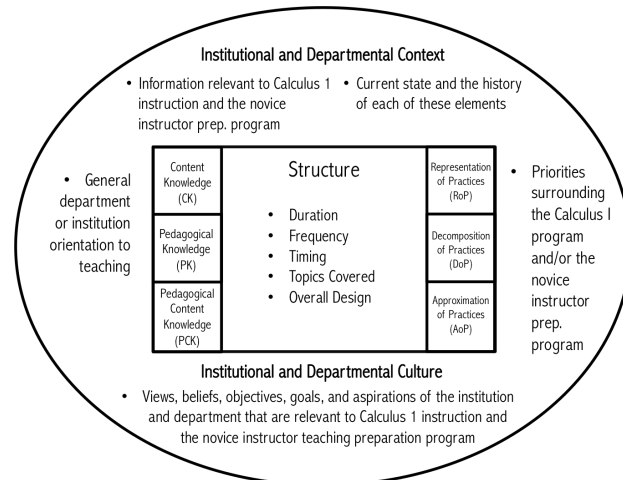 Institutional and Departmental Context
• Information relevant to Calculus 1
instruction and the novice
instructor prep. program
• Current state and the history
of each of these elements
• General
department
or institution
orientation to
teaching
Content
Knowledge
(CK)
Pedagogical
Knowledge
(PK)
Pedagogical
Content
Knowledge
(PCK)
Structure
• Duration
• Frequency
• Timing
• Topics Covered
• Overall Design
Representation
of Practices
(RoP)
Decomposition
of Practices
(DoP)
Approximation
of Practices
(AoP)
• Priorities
surrounding
the Calculus I
program
and/or the
novice
instructor
prep.
program
Institutional and Departmental Culture
• Views, beliefs, objectives, goals, and aspirations of the institution
and department that are relevant to Calculus 1 instruction and
the novice instructor teaching preparation program